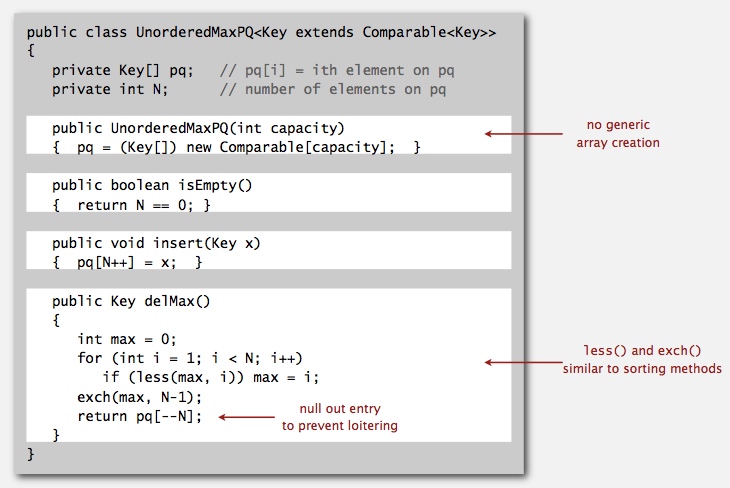 public class UnorderedMaxPQ<Key extends Comparable<Key>>
{
   private Key[] pq;   // pq[i] = ith element on pq
   private int N;      // number of elements on pq
   public UnorderedMaxPQ(int capacity)
   {  pq = (Key[]) new Comparable[capacity];  }
no generic
array creation
   public boolean isEmpty()
   {  return N == 0; }
   public void insert(Key x)
   {  pq[N++] = x;  }
   public Key delMax()
   {
      int max = 0;
      for (int i = 1; i < N; i++)
         if (less(max, i)) max = i;
      exch(max, N-1);
      return pq[--N];
   }
}
less() and exch()
similar to sorting methods
null out entry
to prevent loitering